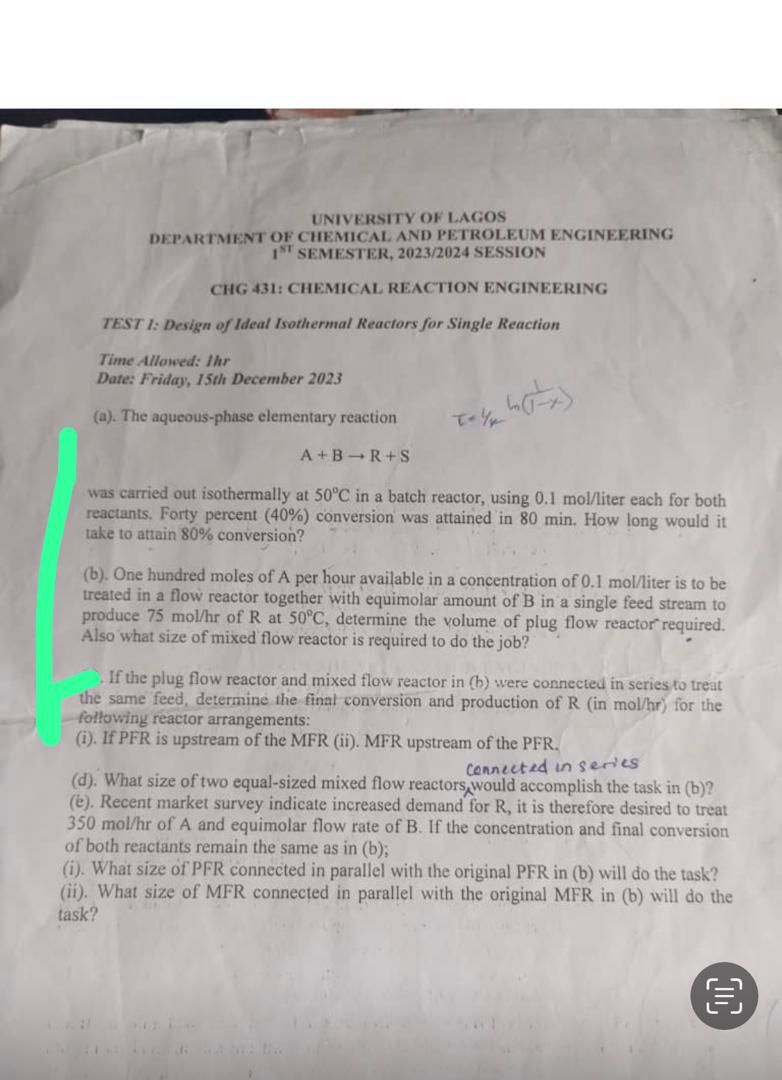 UNIVERSITY OF LAGOS
DEPARTMENT OF CHEMICAL AND PETROLEUM ENGINEERING
1ST SEMESTER, 2023/2024 SESSION
CHG 431: CHEMICAL REACTION ENGINEERING
TEST 1: Design of Ideal Isothermal Reactors for Single Reaction
Time Allowed: 1hr
Date: Friday, 15th December 2023
(a). The aqueous-phase elementary reaction
A + B → R + S
was carried out isothermally at 50°C in a batch reactor, using 0.1 mol/liter each for both
reactants. Forty percent (40%) conversion was attained in 80 min. How long would it
take to attain 80% conversion?
(b). One hundred moles of A per hour available in a concentration of 0.1 mol/liter is to be
treated in a flow reactor together with equimolar amount of B in a single feed stream to
produce 75 mol/hr of R at 50°C, determine the volume of plug flow reactor required.
Also what size of mixed flow reactor is required to do the job?
. If the plug flow reactor and mixed flow reactor in (b) were connected in series to treat
the same feed, determine the final conversion and production of R (in mol/hr) for the
following reactor arrangements:
(i). If PFR is upstream of the MFR (ii). MFR upstream of the PFR.
connected in series
(d). What size of two equal-sized mixed flow reactors would accomplish the task in (b)?
(e). Recent market survey indicate increased demand for R, it is therefore desired to treat
350 mol/hr of A and equimolar flow rate of B. If the concentration and final conversion
of both reactants remain the same as in (b);
(i). What size of PFR connected in parallel with the original PFR in (b) will do the task?
(ii). What size of MFR connected in parallel with the original MFR in (b) will do the
task?